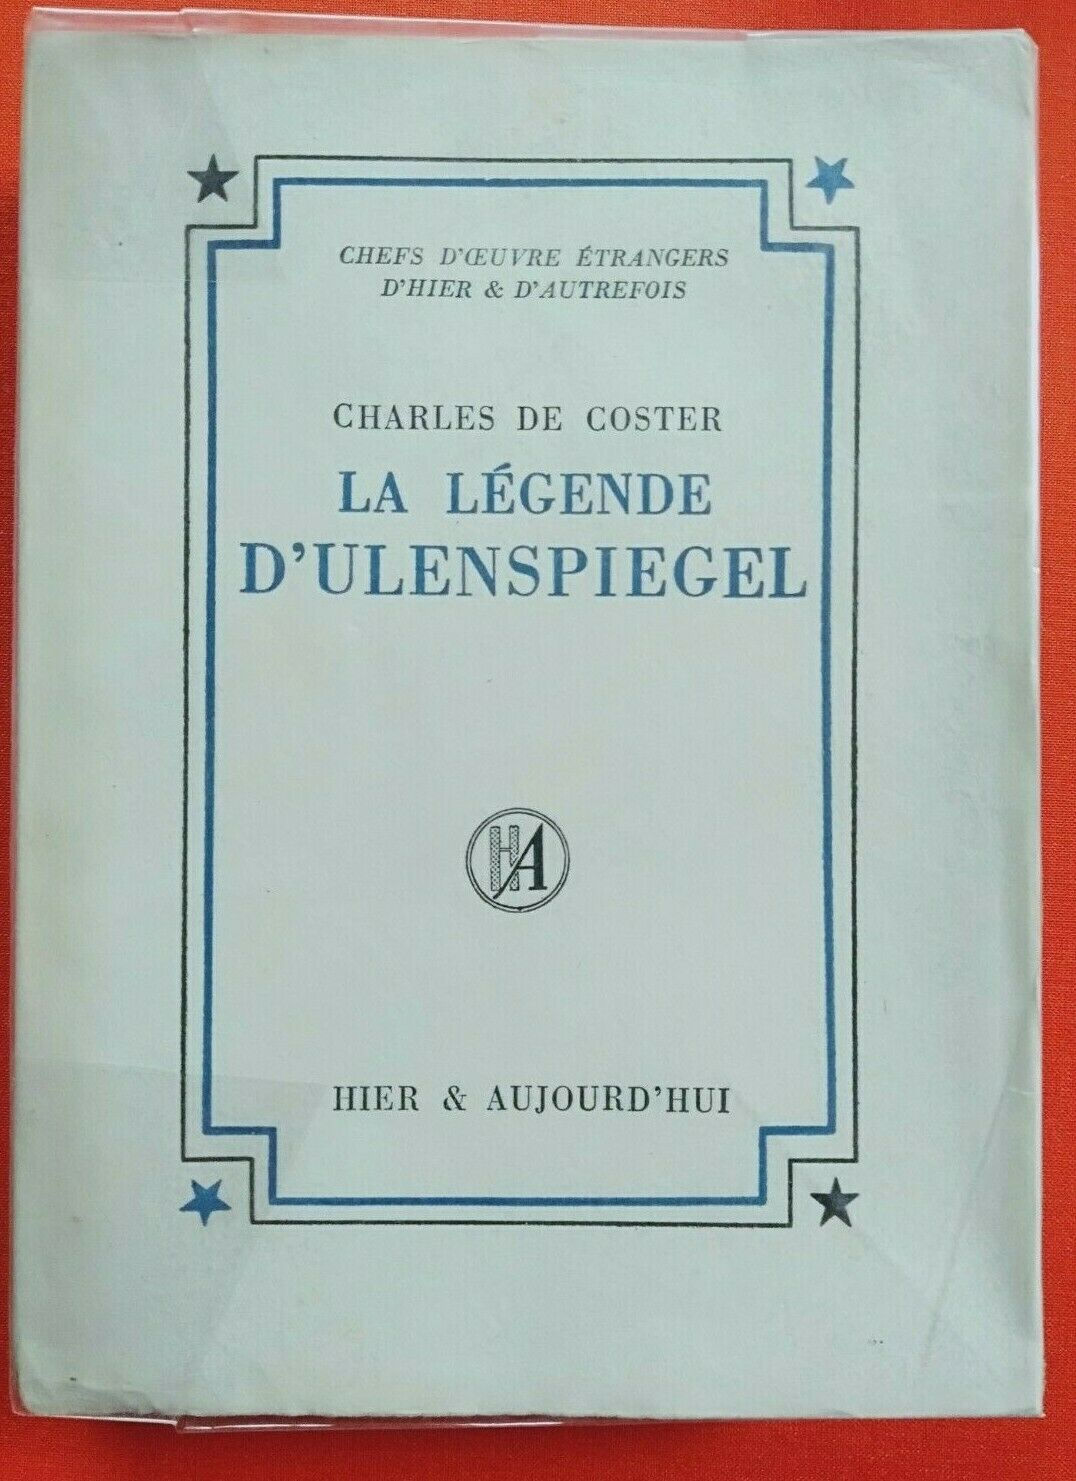 CHEFS D'ŒUVRE ÉTRANGERS
D'HIER & D'AUTREFOIS
CHARLES DE COSTER
LA LÉGENDE
D'ULENSPIEGEL
HA
HIER & AUJOURD'HUI